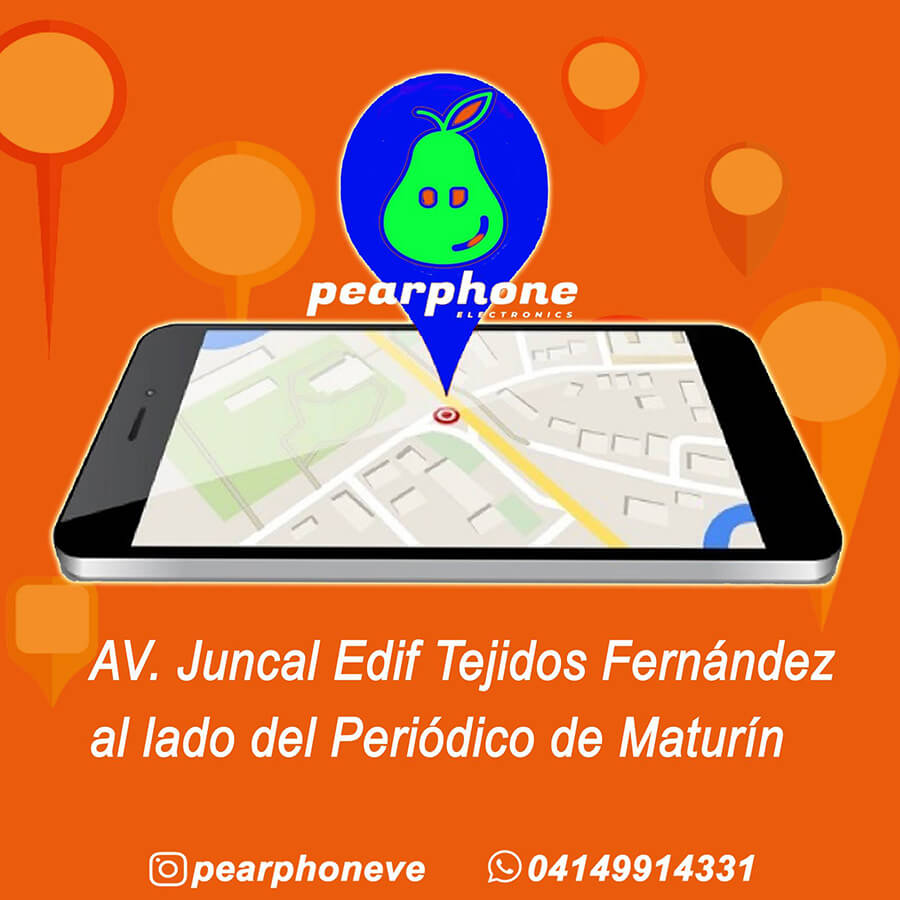 pearphone
ELECTRONICS
AV. Juncal Edif Tejidos Fernández
al lado del Periódico de Maturín
pearphoneve 04149914331